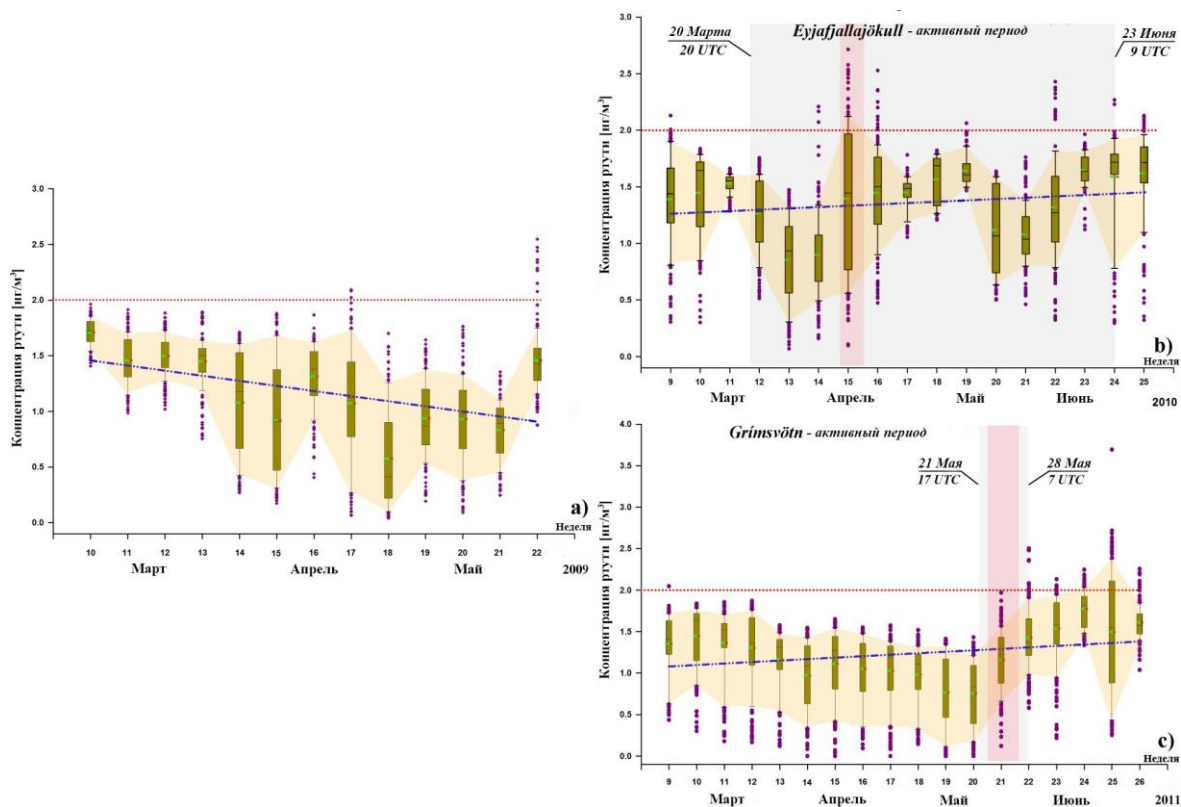 Концентрация ртути [нг/м³]
3.0
2.5
2.0
1.5
1.0
0.5
0.0
a)
Неделя
10 11 12 13 14 15 16 17 18 19 20 21 22
Март Апрель Май 2009
Концентрация ртути [нг/м³]
3.0
2.5
2.0
1.5
1.0
0.5
0.0
20 Марта
20 UTC
Eyjafjallajökull - активный период
23 Июня
9 UTC
b)
Неделя
9 10 11 12 13 14 15 16 17 18 19 20 21 22 23 24 25
Март Апрель Май Июнь 2010
Концентрация ртути [нг/м³]
4.0
3.5
3.0
2.5
2.0
1.5
1.0
0.5
0.0
Grímsvötn - активный период
21 Мая
17 UTC
28 Мая
7 UTC
c)
Неделя
9 10 11 12 13 14 15 16 17 18 19 20 21 22 23 24 25 26
Март Апрель Май Июнь 2011